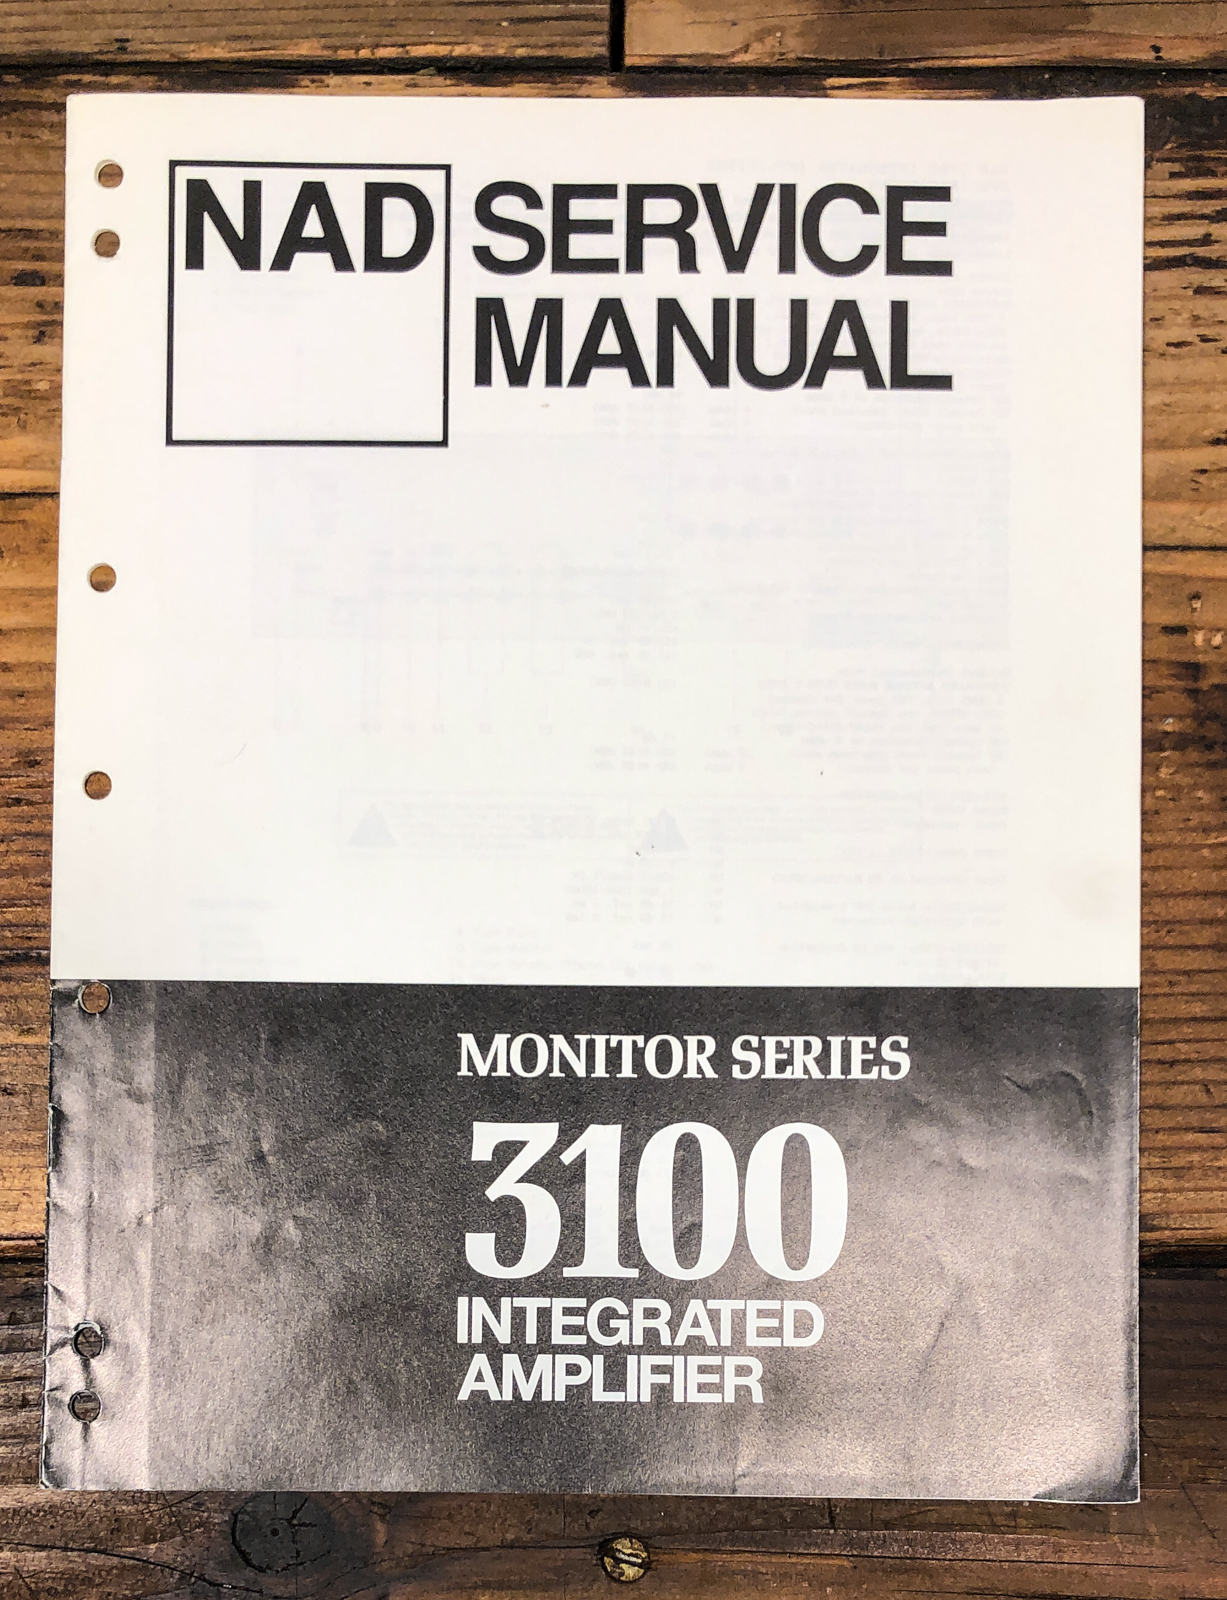 NAD
SERVICE
MANUAL
MONITOR SERIES
3100
INTEGRATED
AMPLIFIER